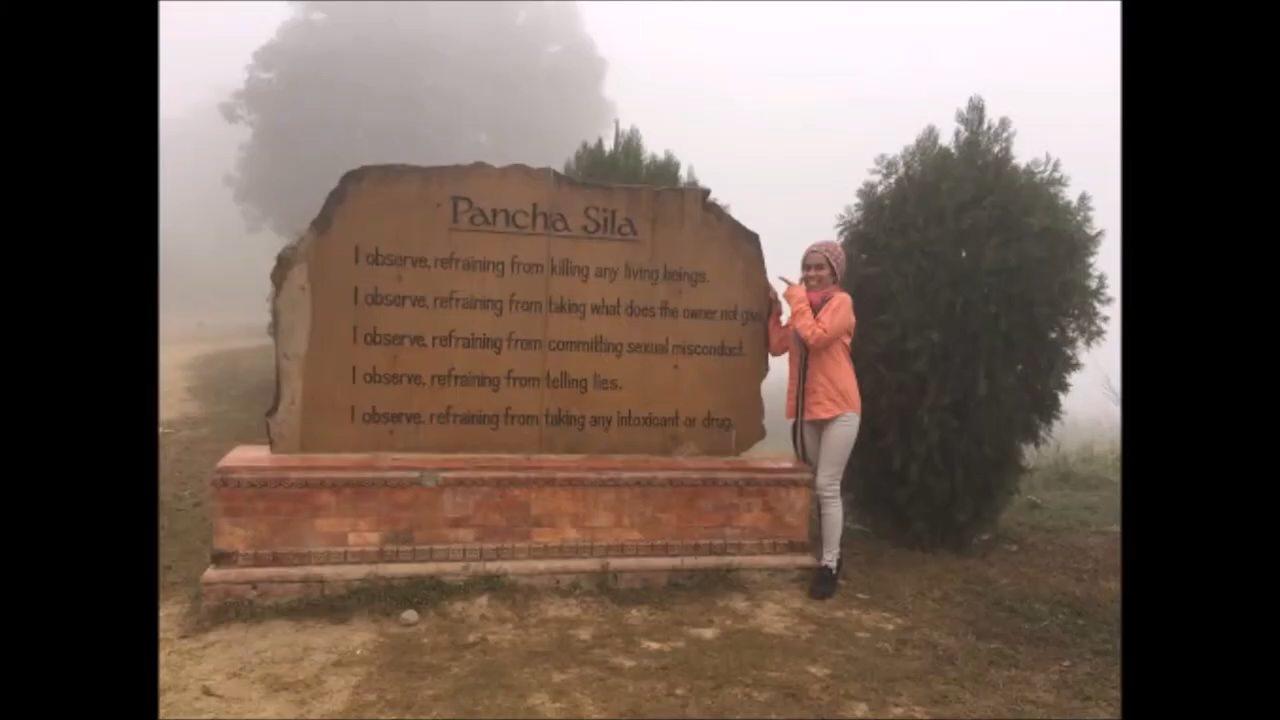 Pancha Sila
I observe, refraining from killing any living beings.
I observe, refraining from taking what does the owner not
I observe, refraining from committing sexual misconduct.
I observe, refraining from telling lies.
I observe, refraining from taking any intoxicant or drug.